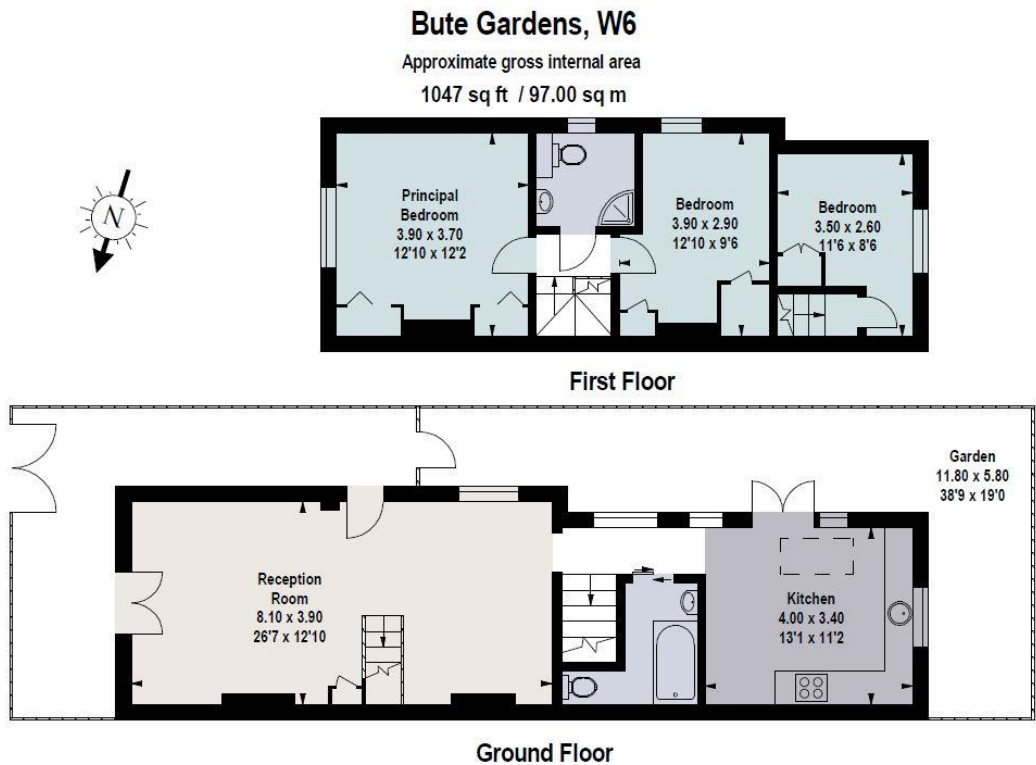 Bute Gardens, W6
Approximate gross internal area
1047 sq ft / 97.00 sq m
N
Principal
Bedroom
3.90 x 3.70
12'10 x 12'2
Bedroom
3.90 x 2.90
12'10 x 9'6
Bedroom
3.50 x 2.60
11'6 x 8'6
First Floor
Garden
11.80 x 5.80
38'9 x 19'0
Reception
Room
8.10 x 3.90
26'7 x 12'10
Kitchen
4.00 x 3.40
13'1 x 11'2
Ground Floor